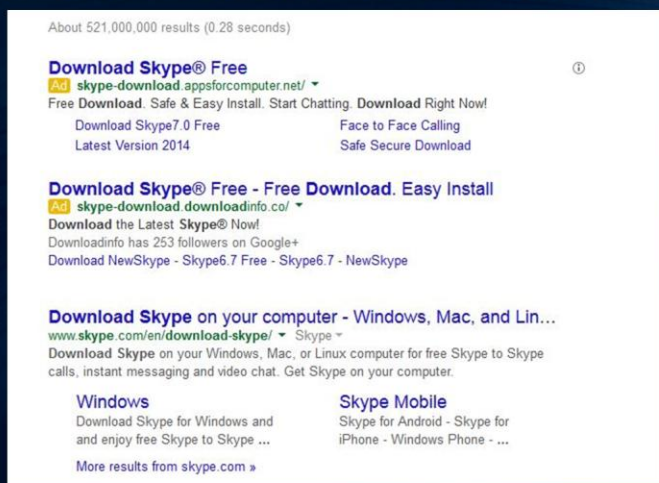 About 521,000,000 results (0.28 seconds)
Download Skype® Free
Ad skype-download.appsforcomputer.net/
Free Download. Safe & Easy Install. Start Chatting. Download Right Now!
Download Skype7.0 Free Face to Face Calling
Latest Version 2014 Safe Secure Download
Download Skype® Free - Free Download. Easy Install
Ad skype-download.downloadinfo.co/
Download the Latest Skype® Now!
Downloadinfo has 253 followers on Google+
Download NewSkype - Skype6.7 Free - Skype6.7 - NewSkype
Download Skype on your computer - Windows, Mac, and Lin...
www.skype.com/en/download-skype/ Skype
Download Skype on your Windows, Mac, or Linux computer for free Skype to Skype
calls, instant messaging and video chat. Get Skype on your computer.
Windows Skype Mobile
Download Skype for Windows and Skype for Android - Skype for
and enjoy free Skype to Skype ... iPhone - Windows Phone - ...
More results from skype.com »